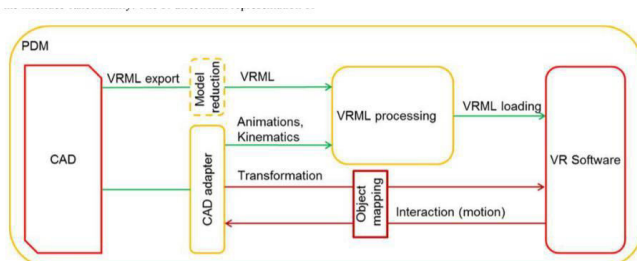 PDM
VRML export
Model
reduction
VRML
VRML loading
Animations,
Kinematics
VRML processing
CAD
CAD adapter
Transformation
Object
mapping
Interaction (motion)
VR Software